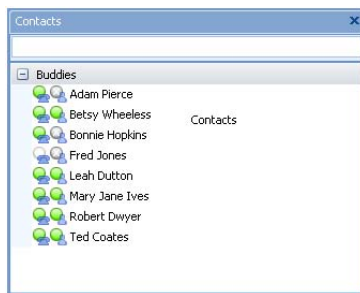 Contacts
Buddies
Adam Pierce
Betsy Wheeless
Contacts
Bonnie Hopkins
Fred Jones
Leah Dutton
Mary Jane Ives
Robert Dwyer
Ted Coates